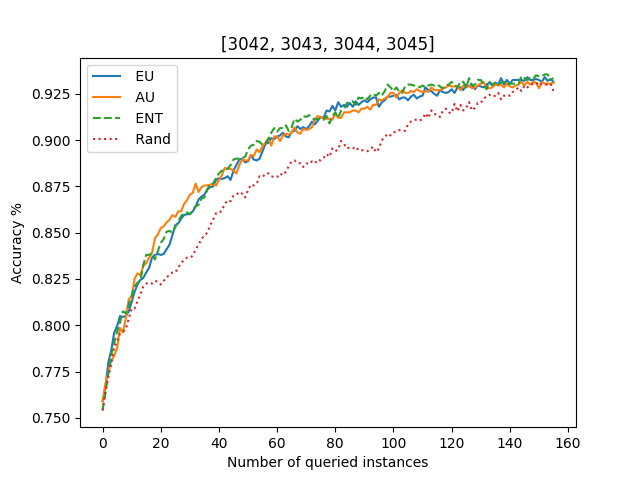 [3042, 3043, 3044, 3045]
EU
AU
ENT
Rand
Accuracy %
0.925
0.900
0.875
0.850
0.825
0.800
0.775
0.750
0 20 40 60 80 100 120 140 160
Number of queried instances